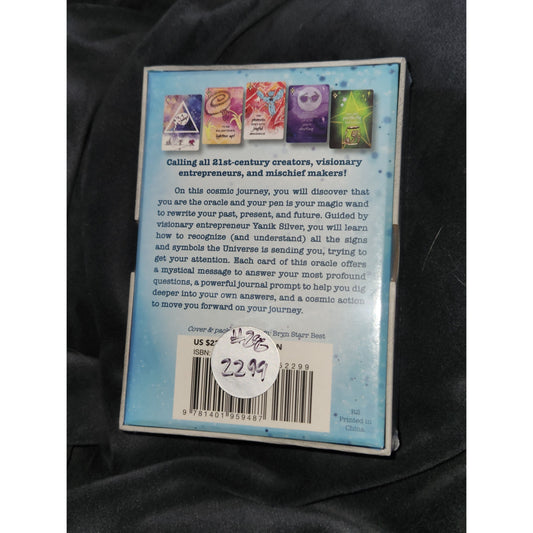 Calling all 21st-century creators, visionary
entrepreneurs, and mischief makers!
On this cosmic journey, you will discover that
you are the oracle and your pen is your magic wand
to rewrite your past, present, and future. Guided by
visionary entrepreneur Yanik Silver, you will learn
how to recognize (and understand) all the signs
and symbols the Universe is sending you, trying to
get your attention. Each card of this oracle offers
a mystical message to answer your most profound
questions, a powerful journal prompt to help you dig
deeper into your own answers, and a cosmic action
to move you forward on your journey.
Cover & Bryn Starr Best
US
ISBN:
52299
2299
9 781401 959487
Printed in
China.